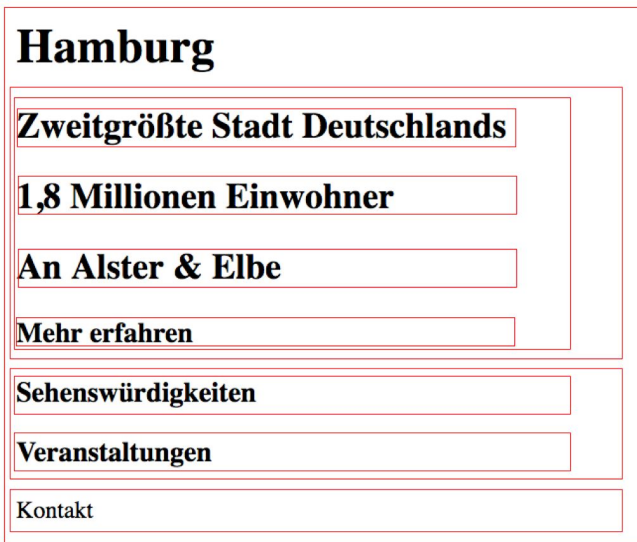 Hamburg
Zweitgrößte Stadt Deutschlands
1,8 Millionen Einwohner
An Alster & Elbe
Mehr erfahren
Sehenswürdigkeiten
Veranstaltungen
Kontakt